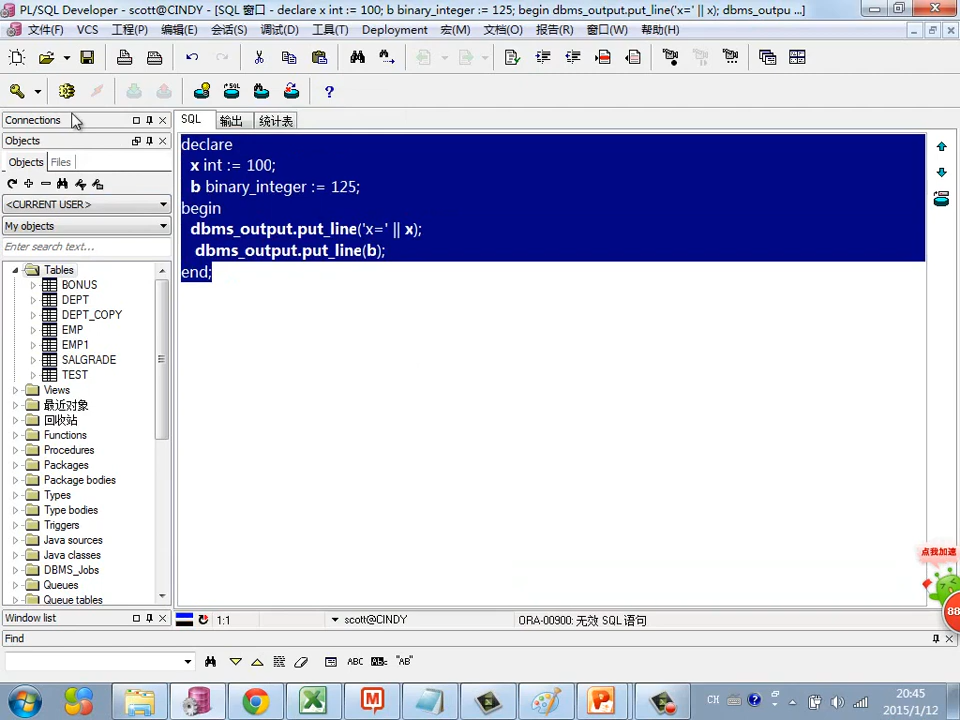 PL/SQL Developer - scott@CINDY - [SQL 窗口 - declare x int := 100; b binary_integer := 125; begin dbms_output.put_line('x=' || x); dbms_outpu ...]
文件(F) VCS 工程(P) 编辑(E) 会话(S) 调试(D) 工具(T) Deployment 宏(M) 文档(O) 报告(R) 窗口(W) 帮助(H)
SQL
?
Connections
SQL 输出 统计表
Objects
Objects Files
<CURRENT USER>
My objects
Enter search text...
Tables
BONUS
DEPT
DEPT_COPY
EMP
EMP1
SALGRADE
TEST
Views
最近对象
回收站
Functions
Procedures
Packages
Package bodies
Types
Type bodies
Triggers
Java sources
Java classes
DBMS_Jobs
Queues
Queue tables
declare
x int := 100;
b binary_integer := 125;
begin
dbms_output.put_line('x=' || x);
dbms_output.put_line(b);
end;
点我加速
88
Window list
1:1 scott@CINDY ORA-00900: 无效 SQL 语句
Find
ABC "AB"
CH
20:45
2015/1/12